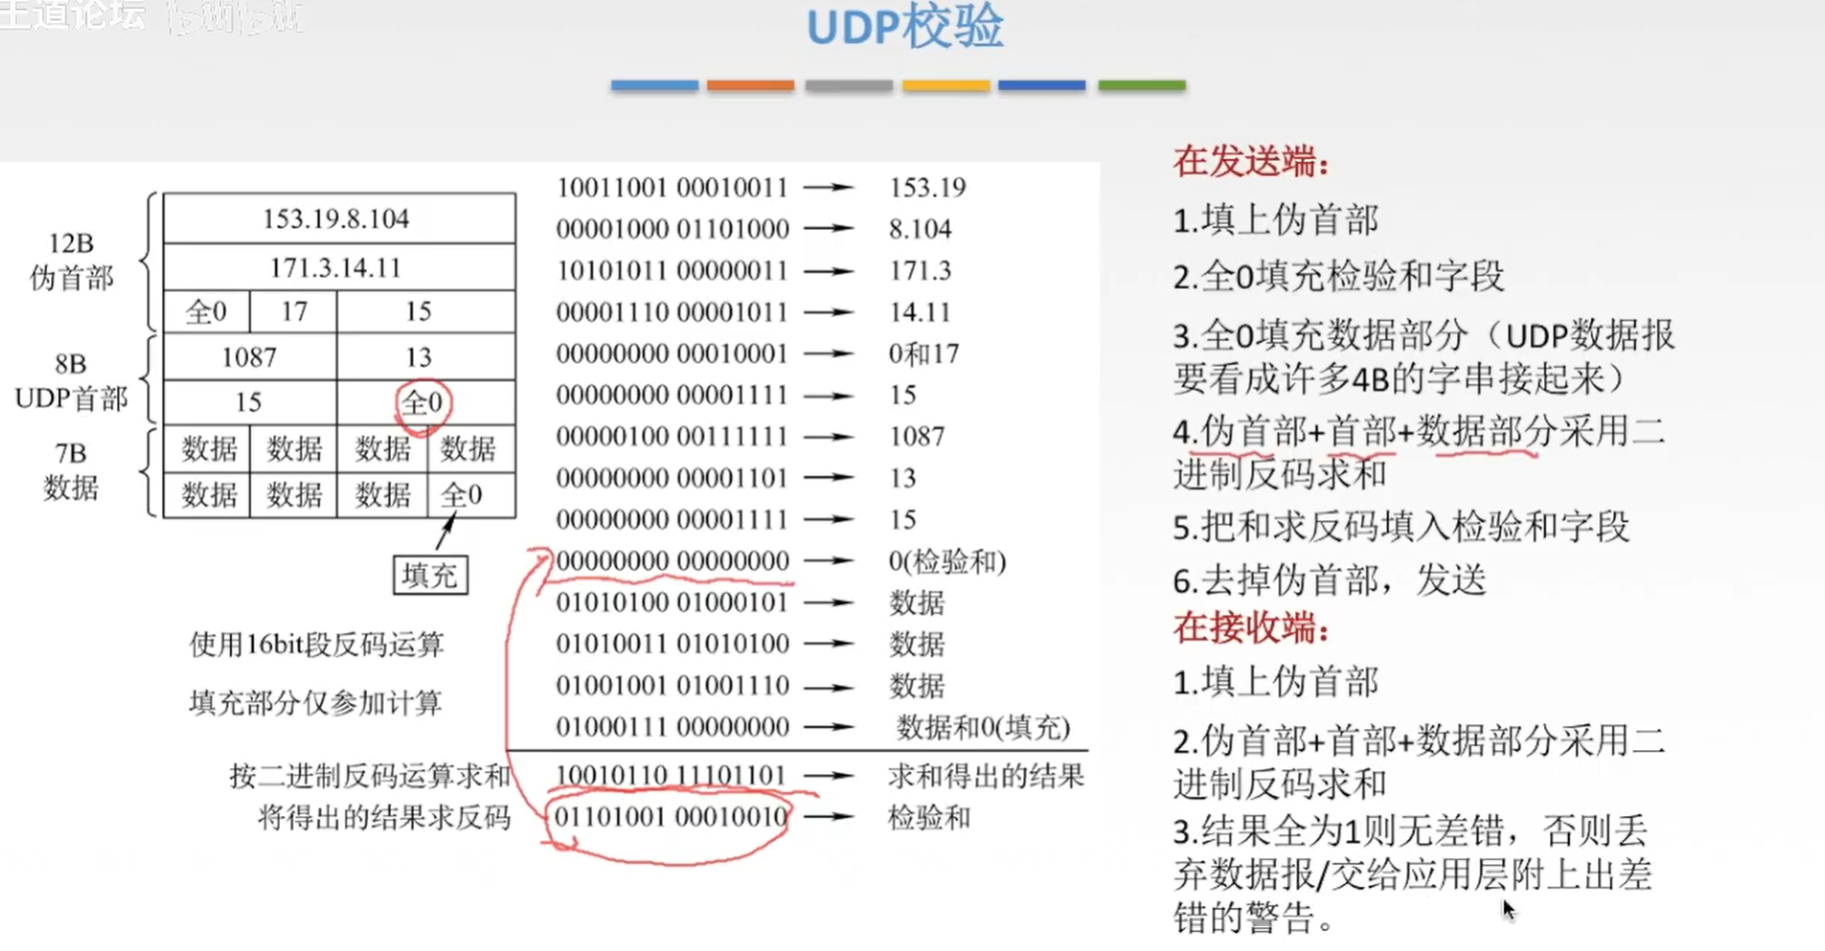 王道论坛 bilibili
UDP校验
12B
伪首部
153.19.8.104
171.3.14.11
全0 17 15
8B
UDP首部
1087 13
15 全0
7B
数据
数据 数据 数据 数据
数据 数据 数据 全0
填充
使用16bit段反码运算
填充部分仅参加计算
10011001 00010011 → 153.19
00001000 01101000 → 8.104
10101011 00000011 → 171.3
00001110 00001011 → 14.11
00000000 00010001 → 0和17
00000000 00001111 → 15
00000100 00111111 → 1087
00000000 00001101 → 13
00000000 00001111 → 15
00000000 00000000 → 0(检验和)
01010100 01000101 → 数据
01010011 01010100 → 数据
01001001 01001110 → 数据
01000111 00000000 → 数据和0(填充)
按二进制反码运算求和 10010110 11101101 → 求和得出的结果
将得出的结果求反码 01101001 00010010 → 检验和
在发送端：
1.填上伪首部
2.全0填充检验和字段
3.全0填充数据部分（UDP数据报
要看成许多4B的字串接起来）
4.伪首部+首部+数据部分采用二
进制反码求和
5.把和求反码填入检验和字段
6.去掉伪首部，发送
在接收端：
1.填上伪首部
2.伪首部+首部+数据部分采用二
进制反码求和
3.结果全为1则无差错，否则丢
弃数据报/交给应用层附上出差
错的警告。